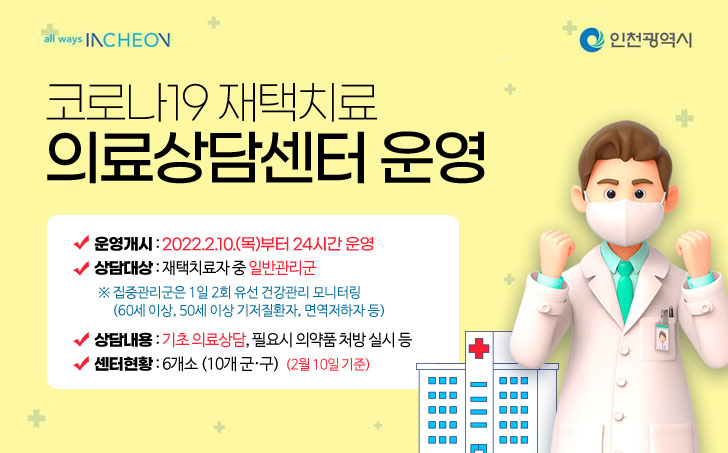 all ways INCHEON
인천광역시
코로나19 재택치료
의료상담센터 운영
운영개시 : 2022.2.10.(목)부터 24시간 운영
상담대상 : 재택치료자 중 일반관리군
※ 집중관리군은 1일 2회 유선 건강관리 모니터링
(60세 이상, 50세 이상 기저질환자, 면역저하자 등)
상담내용 : 기초 의료상담, 필요시 의약품 처방 실시 등
센터현황 : 6개소 (10개 군·구) (2월 10일 기준)